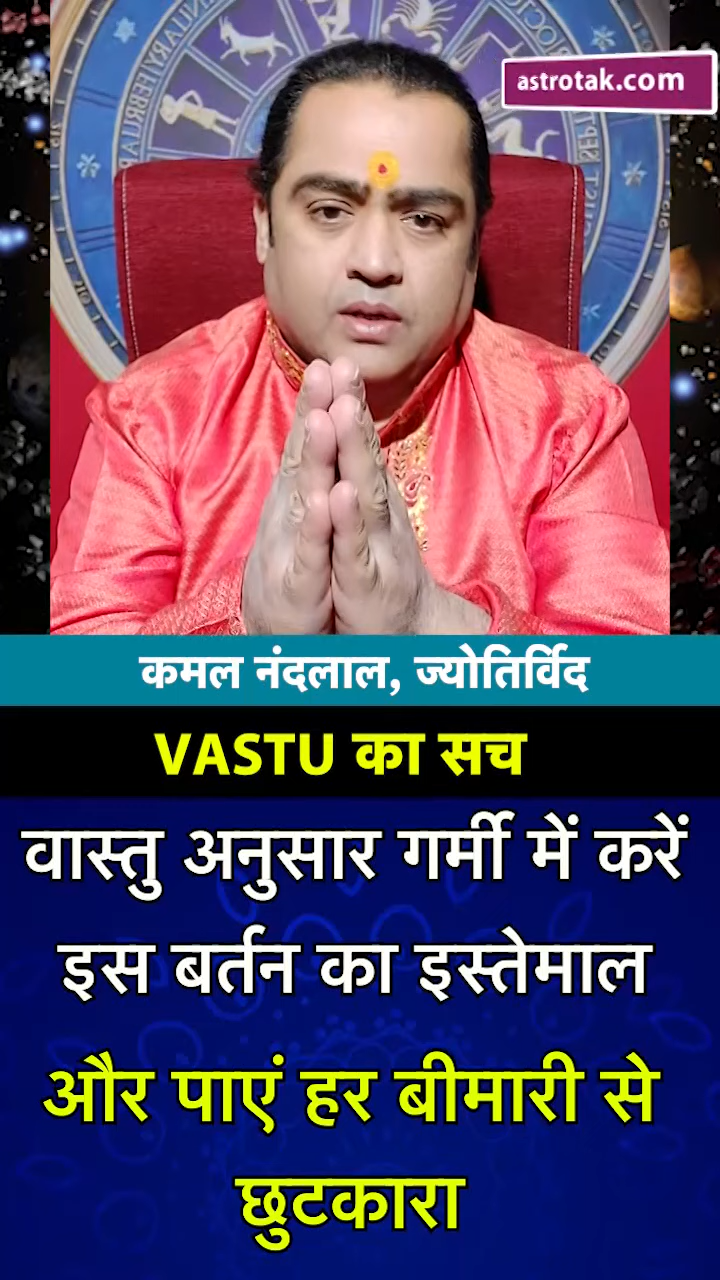 astrotak.com
कमल नंदलाल, ज्योतिर्विद
VASTU का सच
वास्तु अनुसार गर्मी में करें
इस बर्तन का इस्तेमाल
और पाएं हर बीमारी से
छुटकारा